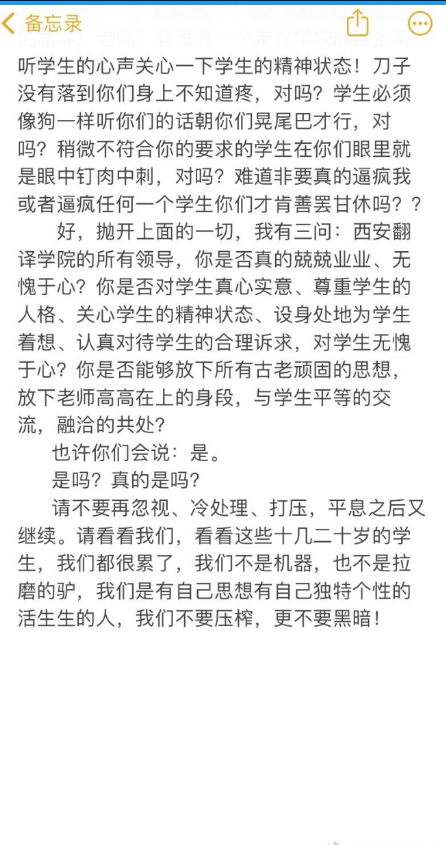 备忘录
听学生的心声关心一下学生的精神状态！刀子
没有落到你们身上不知道疼，对吗？学生必须
像狗一样听你们的话朝你们晃尾巴才行，对
吗？稍微不符合你的要求的学生在你们眼里就
是眼中钉肉中刺，对吗？难道非要真的逼疯我
或者逼疯任何一个学生你们才肯善罢甘休吗？？
好，抛开上面的一切，我有三问：西安翻
译学院的所有领导，你是否真的兢兢业业、无
愧于心？你是否对学生真心实意、尊重学生的
人格、关心学生的精神状态、设身处地为学生
着想、认真对待学生的合理诉求，对学生无愧
于心？你是否能够放下所有古老顽固的思想，
放下老师高高在上的身段，与学生平等的交
流，融洽的共处？
也许你们会说：是。
是吗？真的是吗？
请不要再忽视、冷处理、打压，平息之后又
继续。请看看我们，看看这些十几二十岁的学
生，我们都很累了，我们不是机器，也不是拉
磨的驴，我们是有自己思想有自己独特个性的
活生生的人，我们不要压榨，更不要黑暗！